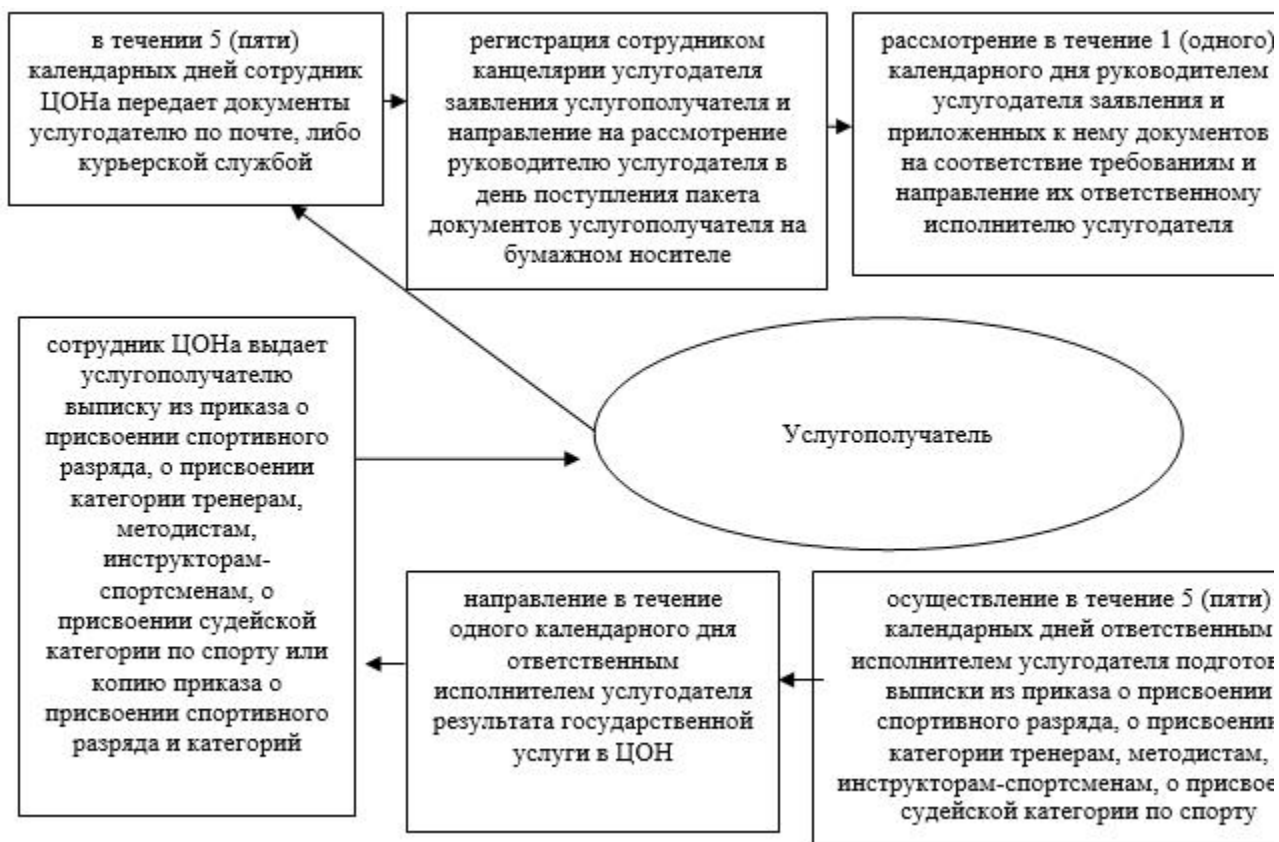 в течении 5 (пяти)
календарных дней сотрудник
ЦОНа передает документы
услугодателю по почте, либо
курьерской службой
регистрация сотрудником
канцелярии услугодателя
заявления услугополучателя и
направление на рассмотрение
руководителю услугодателя в
день поступления пакета
документов услугополучателя на
бумажном носителе
рассмотрение в течение 1 (одного)
календарного дня руководителем
услугодателя заявления и
приложенных к нему документов
на соответствие требованиям и
направление их ответственному
исполнителю услугодателя
Услугополучатель
сотрудник ЦОНа выдает
услугополучателю
выписку из приказа о
присвоении спортивного
разряда, о присвоении
категории тренерам,
методистам,
инструкторам-
спортсменам, о
присвоении судейской
категории по спорту или
копию приказа о
присвоении спортивного
разряда и категорий
направление в течение
одного календарного дня
ответственным
исполнителем услугодателя
результата государственной
услуги в ЦОН
осуществление в течение 5 (пяти)
календарных дней ответственным
исполнителем услугодателя
выписки из приказа о присвоении
спортивного разряда, о
категории тренерам, методистам,
инструкторам-спортсменам, о
судейской категории по спорту